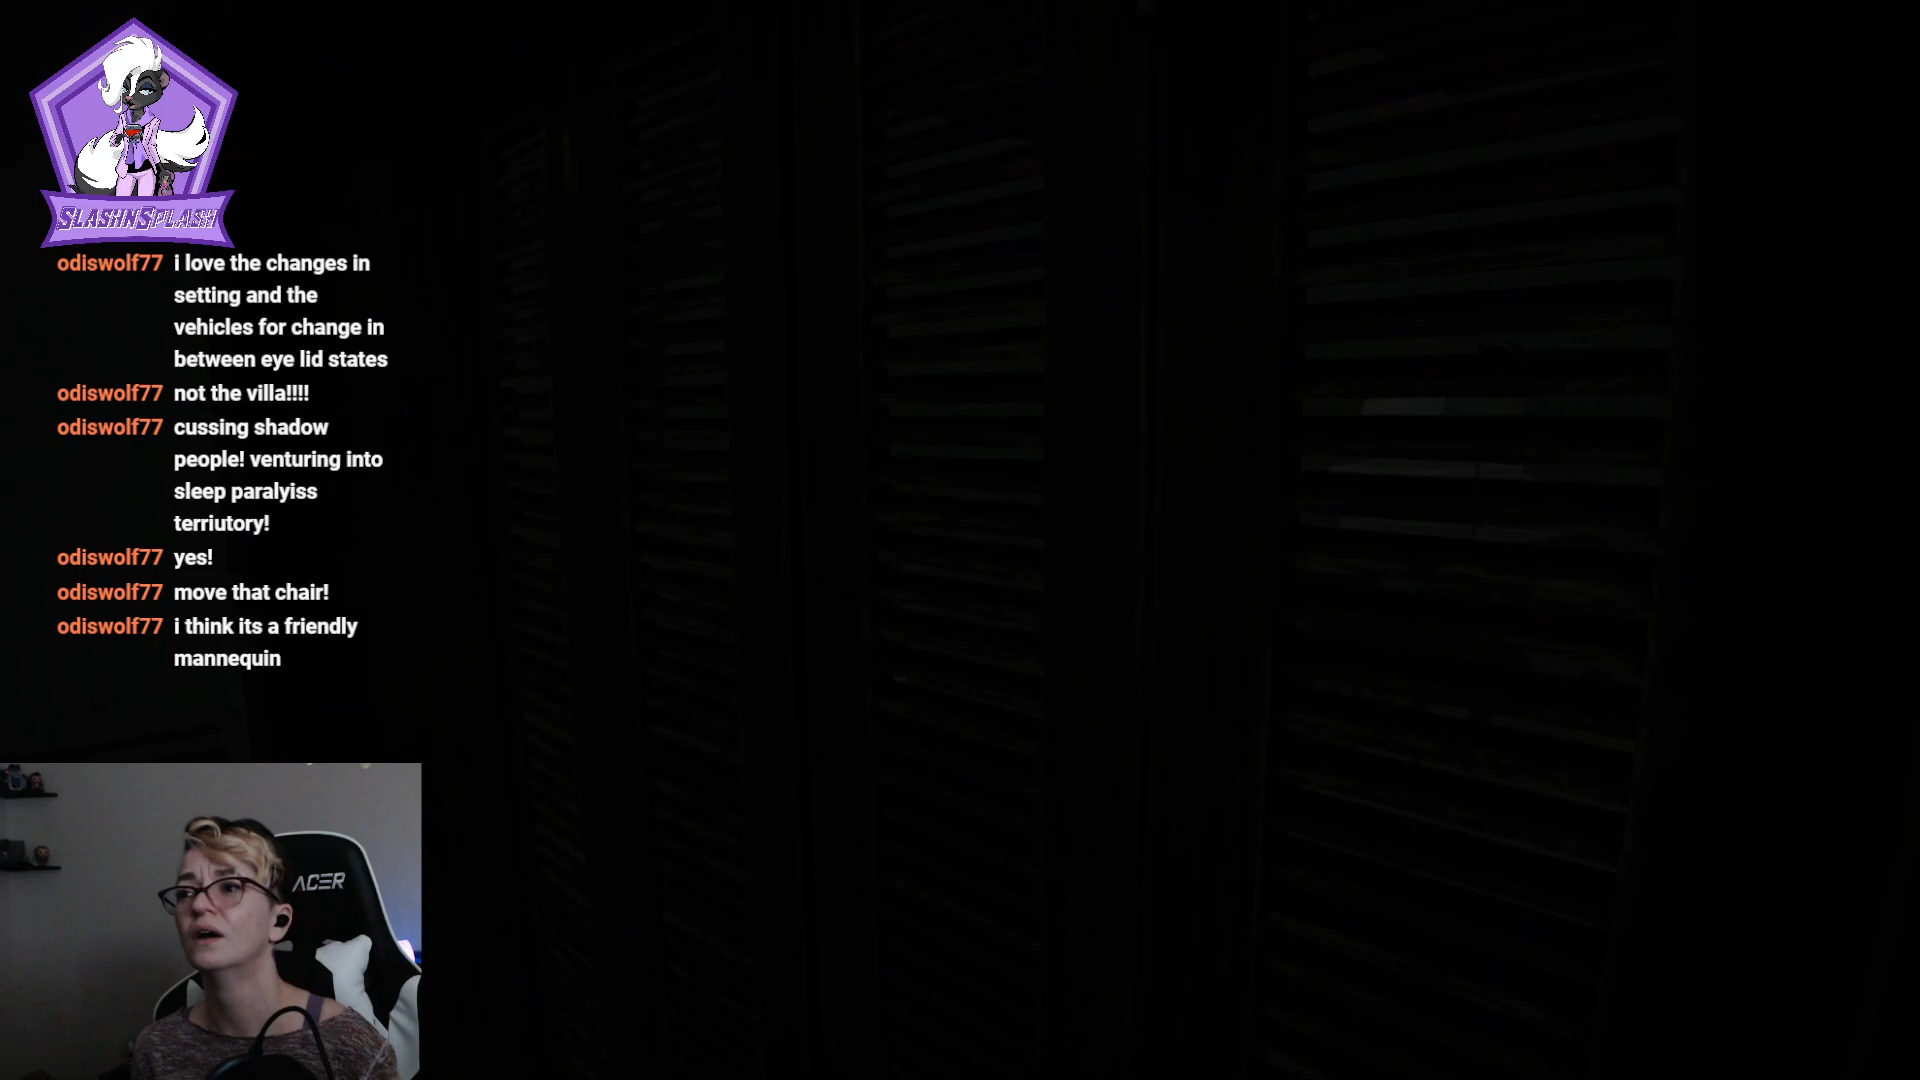 SLASHNSPLASH
odiswolf77 i love the changes in
setting and the
vehicles for change in
between eye lid states
odiswolf77 not the villa!!!!
odiswolf77 cussing shadow
people! venturing into
sleep paralyiss
terriutory!
odiswolf77 yes!
odiswolf77 move that chair!
odiswolf77 i think its a friendly
mannequin
ACER